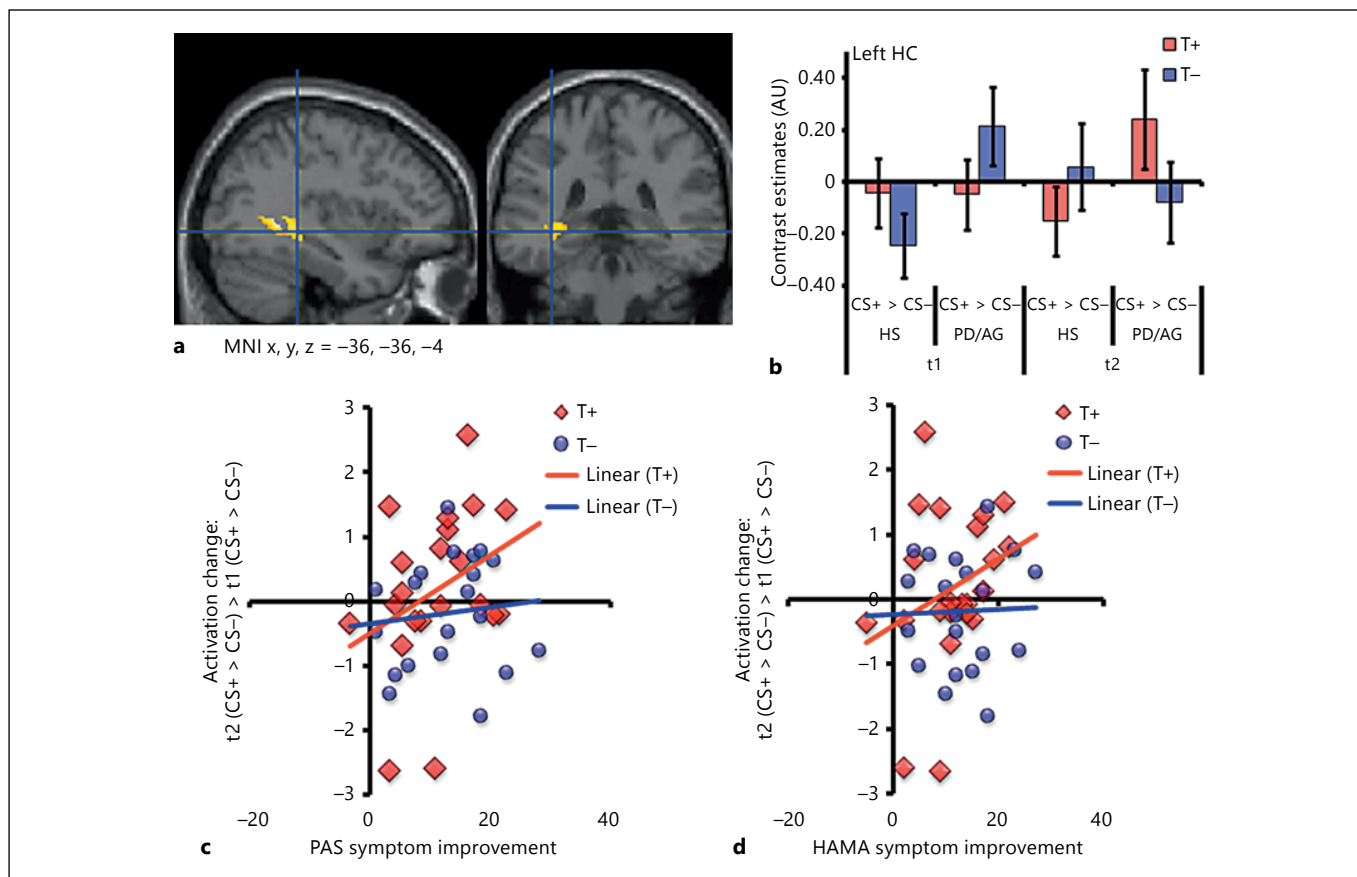 a MNI x, y, z = –36, –36, –4
Left HC
T+
T–
Contrast estimates (AU)
0.40
0.20
0
–0.20
–0.40
CS+ > CS– CS+ > CS– CS+ > CS– CS+ > CS–
HS PD/AG HS PD/AG
t1 t2
b
Activation change:
t2 (CS+ > CS–) > t1 (CS+ > CS–)
3
2
1
0
–1
–2
–3
T+
T–
Linear (T+)
Linear (T–)
–20 0 20 40
c PAS symptom improvement
Activation change:
t2 (CS+ > CS–) > t1 (CS+ > CS–)
3
2
1
0
–1
–2
–3
T+
T–
Linear (T+)
Linear (T–)
–20 0 20 40
d HAMA symptom improvement